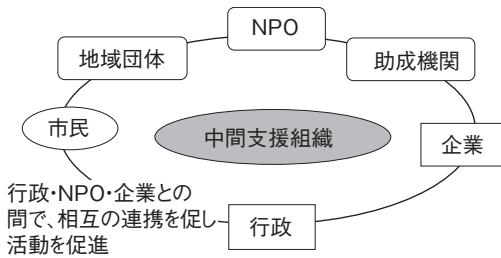 NPO
地域団体
助成機関
市民
中間支援組織
企業
行政・NPO・企業との
間で、相互の連携を促し
活動を促進
行政